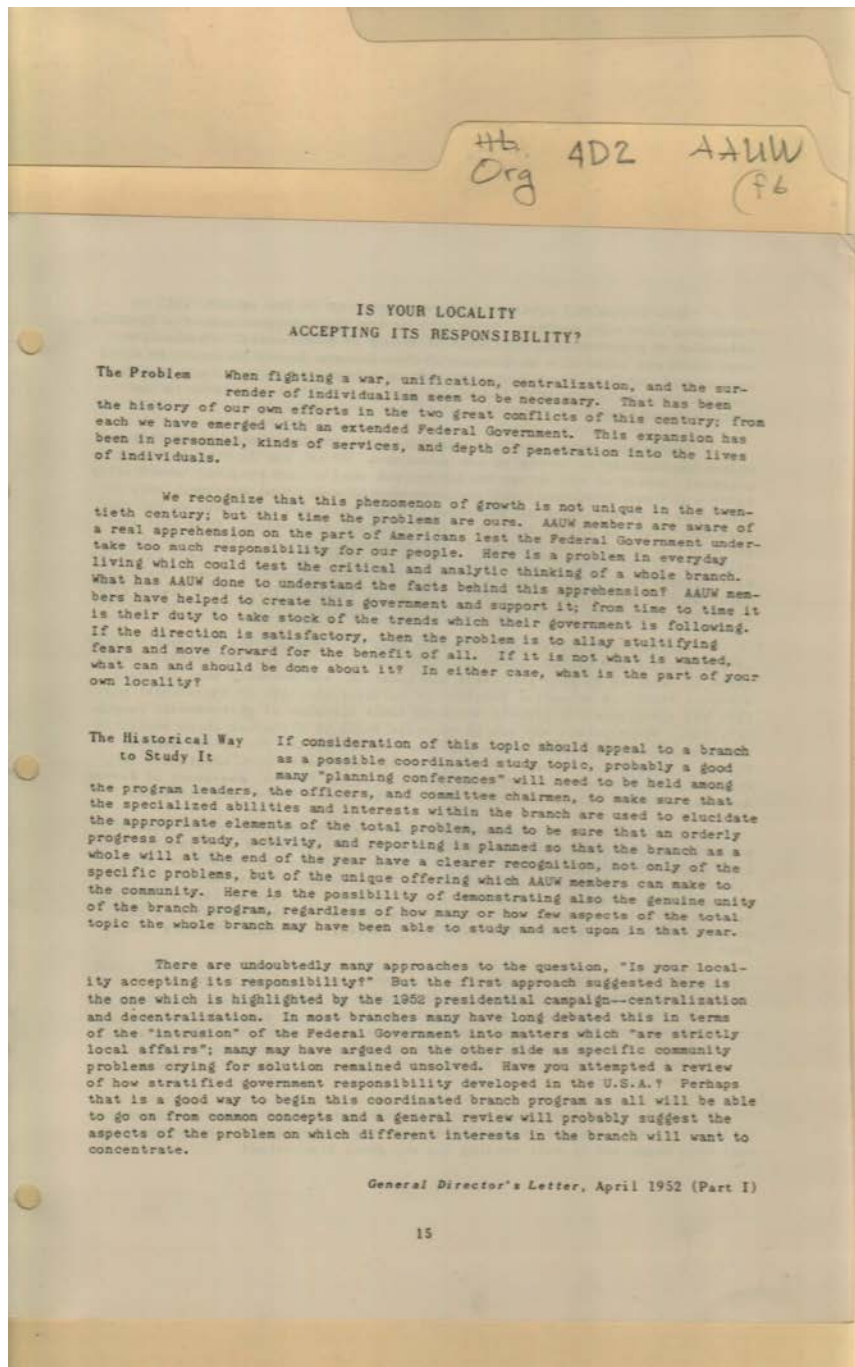 Hb.
Org 4D2 AAUW
(f6
IS YOUR LOCALITY
ACCEPTING ITS RESPONSIBILITY?
The Problem When fighting a war, unification, centralization, and the sur-
render of individualism seem to be necessary. That has been
the history of our own efforts in the two great conflicts of this century; from
each we have emerged with an extended Federal Government. This expansion has
been in personnel, kinds of services, and depth of penetration into the lives
of individuals.
We recognize that this phenomenon of growth is not unique in the twen-
tieth century; but this time the problems are ours. AAUW members are aware of
a real apprehension on the part of Americans lest the Federal Government under-
take too much responsibility for our people. Here is a problem in everyday
living which could test the critical and analytic thinking of a whole branch.
What has AAUW done to understand the facts behind this apprehension? AAUW mem-
bers have helped to create this government and support it; from time to time it
is their duty to take stock of the trends which their government is following.
If the direction is satisfactory, then the problem is to allay stultifying
fears and move forward for the benefit of all. If it is not what is wanted,
what can and should be done about it? In either case, what is the part of your
own locality?
The Historical Way If consideration of this topic should appeal to a branch
to Study It as a possible coordinated study topic, probably a good
many "planning conferences" will need to be held among
the program leaders, the officers, and committee chairmen, to make sure that
the specialized abilities and interests within the branch are used to elucidate
the appropriate elements of the total problem, and to be sure that an orderly
progress of study, activity, and reporting is planned so that the branch as a
whole will at the end of the year have a clearer recognition, not only of the
specific problems, but of the unique offering which AAUW members can make to
the community. Here is the possibility of demonstrating also the genuine unity
of the branch program, regardless of how many or how few aspects of the total
topic the whole branch may have been able to study and act upon in that year.
There are undoubtedly many approaches to the question, "Is your local-
ity accepting its responsibility?" But the first approach suggested here is
the one which is highlighted by the 1952 presidential campaign--centralization
and decentralization. In most branches many have long debated this in terms
of the "intrusion" of the Federal Government into matters which "are strictly
local affairs"; many may have argued on the other side as specific community
problems crying for solution remained unsolved. Have you attempted a review
of how stratified government responsibility developed in the U.S.A.? Perhaps
that is a good way to begin this coordinated branch program as all will be able
to go on from common concepts and a general review will probably suggest the
aspects of the problem on which different interests in the branch will want to
concentrate.
General Director's Letter, April 1952 (Part I)
15